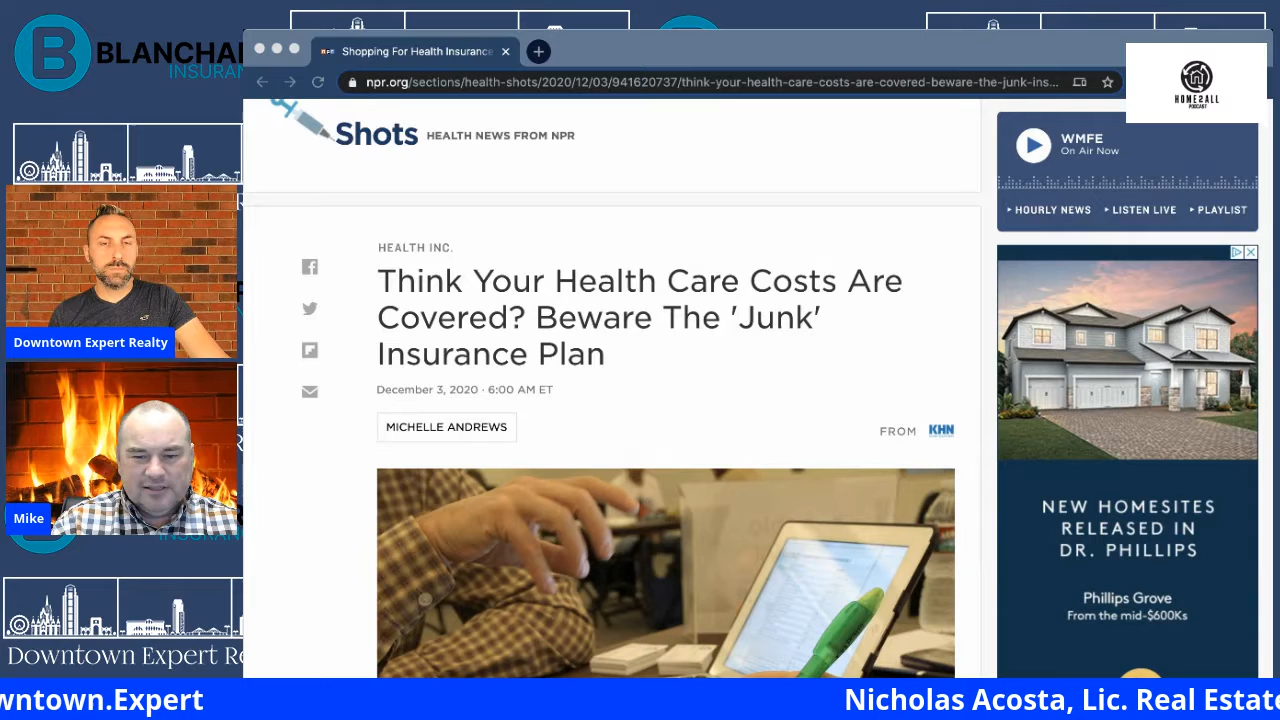 BLANCHA
INSURAN
Shopping For Health Insurance
npr.org/sections/health-shots/2020/12/03/941620737/think-your-health-care-costs-are-covered-beware-the-junk-ins...
HOME2ALL
PODCAST
Shots HEALTH NEWS FROM NPR
WMFE
On Air Now
HOURLY NEWS LISTEN LIVE PLAYLIST
HEALTH INC.
Think Your Health Care Costs Are
Covered? Beware The 'Junk'
Insurance Plan
December 3, 2020 · 6:00 AM ET
MICHELLE ANDREWS
FROM KHN
Downtown Expert Realty
Mike
INSURAN
NEW HOMESITES
RELEASED IN
DR. PHILLIPS
Phillips Grove
From the mid-$600Ks
Downtown Expert Re
wntown.Expert
Nicholas Acosta, Lic. Real Estate